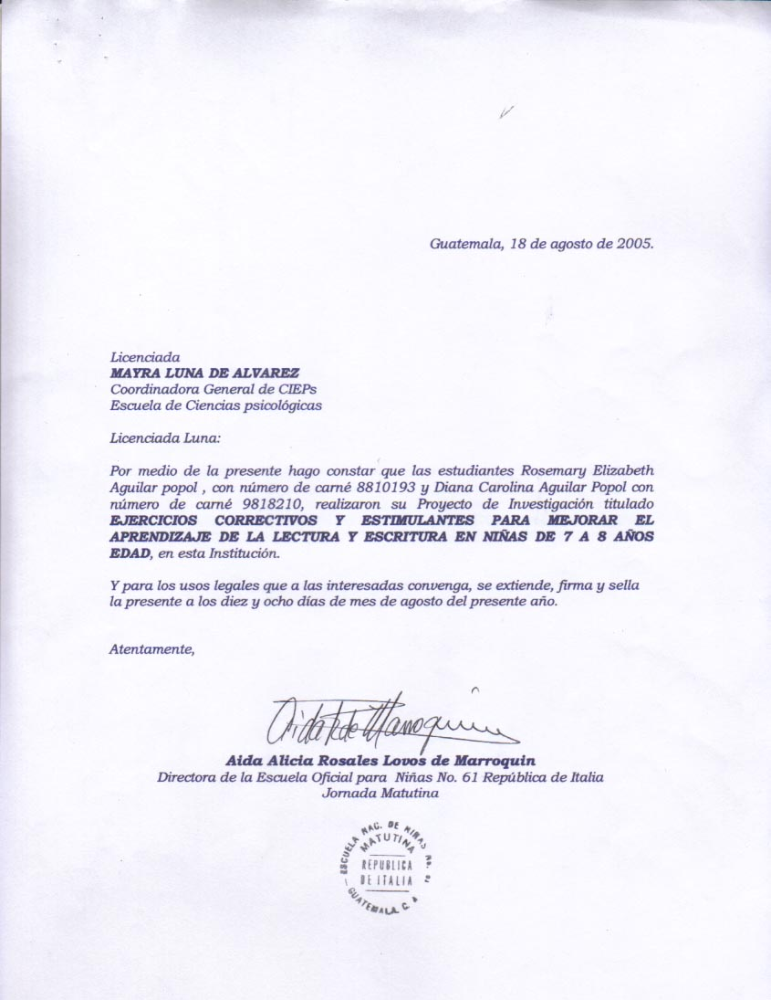 Guatemala, 18 de agosto de 2005.
Licenciada
MAYRA LUNA DE ALVAREZ
Coordinadora General de CIEPs
Escuela de Ciencias psicológicas
Licenciada Luna:
Por medio de la presente hago constar que las estudiantes Rosemary Elizabeth
Aguilar popol , con número de carné 8810193 y Diana Carolina Aguilar Popol con
número de carné 9818210, realizaron su Proyecto de Investigación titulado
EJERCICIOS CORRECTIVOS Y ESTIMULANTES PARA MEJORAR EL
APRENDIZAJE DE LA LECTURA Y ESCRITURA EN NIÑAS DE 7 A 8 AÑOS
EDAD, en esta Institución.
Y para los usos legales que a las interesadas convenga, se extiende, firma y sella
la presente a los diez y ocho días de mes de agosto del presente año.
Atentamente,
Aida Alicia Rosales Lovos de Marroquin
Directora de la Escuela Oficial para Niñas No. 61 República de Italia
Jornada Matutina
ESCUELA NAC. DE NIÑAS No. 61
MATUTINA
REPUBLICA
DE ITALIA
GUATEMALA, C. A.